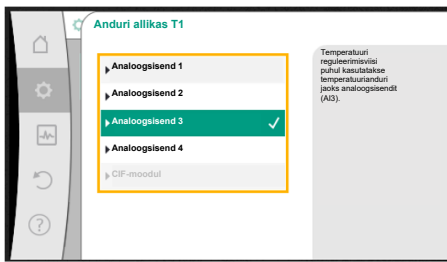 Anduri allikas T1
Analoogsisend 1
Analoogsisend 2
Analoogsisend 3
Analoogsisend 4
CIF-moodul
Temperatuuri
reguleerimisviisi
puhul kasutatakse
temperatuurianduri
jaoks analoogsisendit
(AI3).